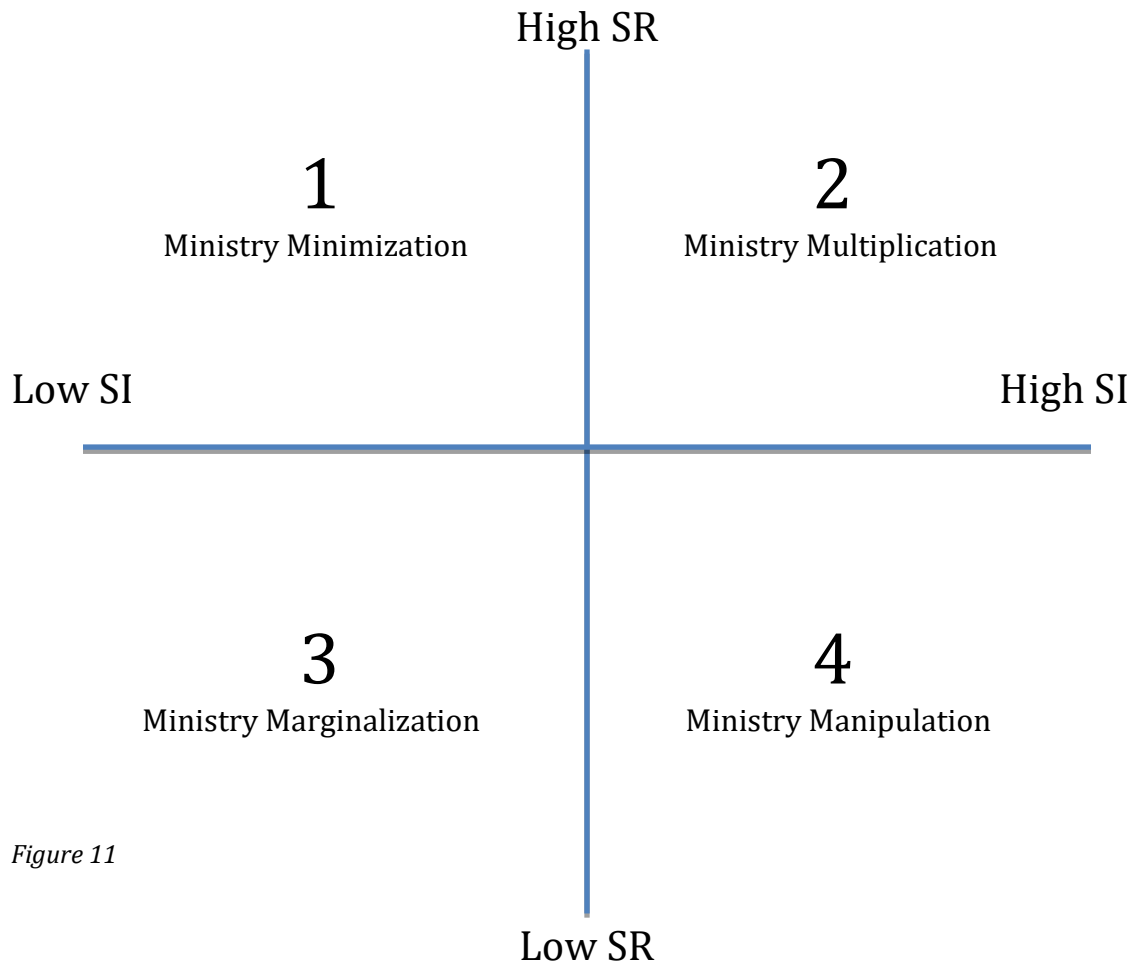 High SR
1
Ministry Minimization
2
Ministry Multiplication
Low SI
High SI
3
Ministry Marginalization
4
Ministry Manipulation
Figure 11
Low SR